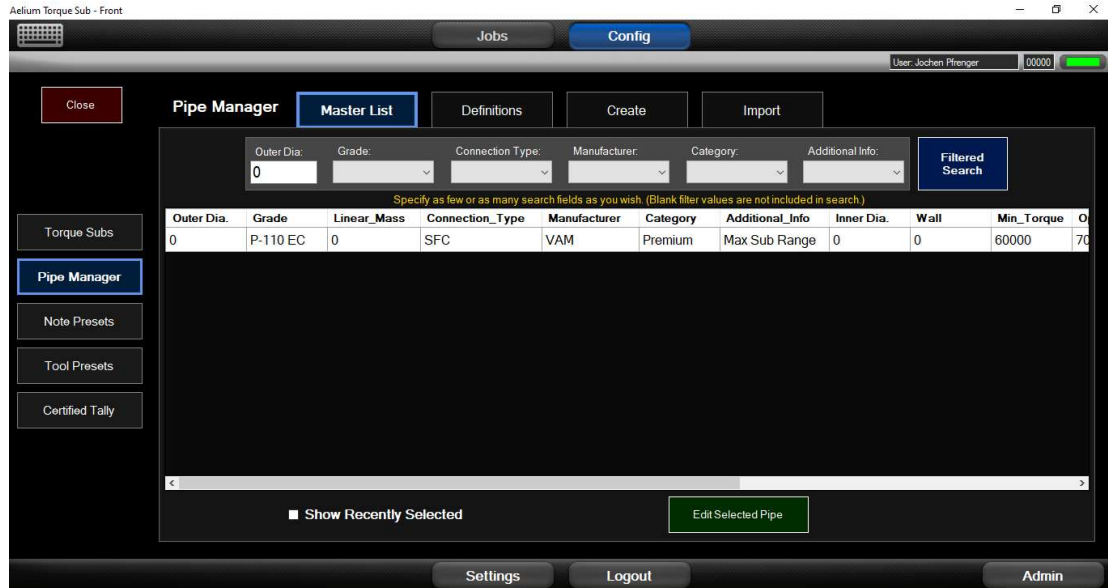 Aelium Torque Sub - Front
Jobs
Config
User: Jochen Pfrenger
00000
Close
Pipe Manager
Master List
Definitions
Create
Import
Outer Dia:
Grade:
Connection Type:
Manufacturer:
Category:
Additional Info:
0
Filtered
Search
Specify as few or as many search fields as you wish. (Blank filter values are not included in search.)
Outer Dia. Grade Linear_Mass Connection_Type Manufacturer Category Additional_Info Inner Dia. Wall Min_Torque
0 P-110 EC 0 SFC VAM Premium Max Sub Range 0 0 60000 70
Torque Subs
Pipe Manager
Note Presets
Tool Presets
Certified Tally
Show Recently Selected
Edit Selected Pipe
Settings
Logout
Admin